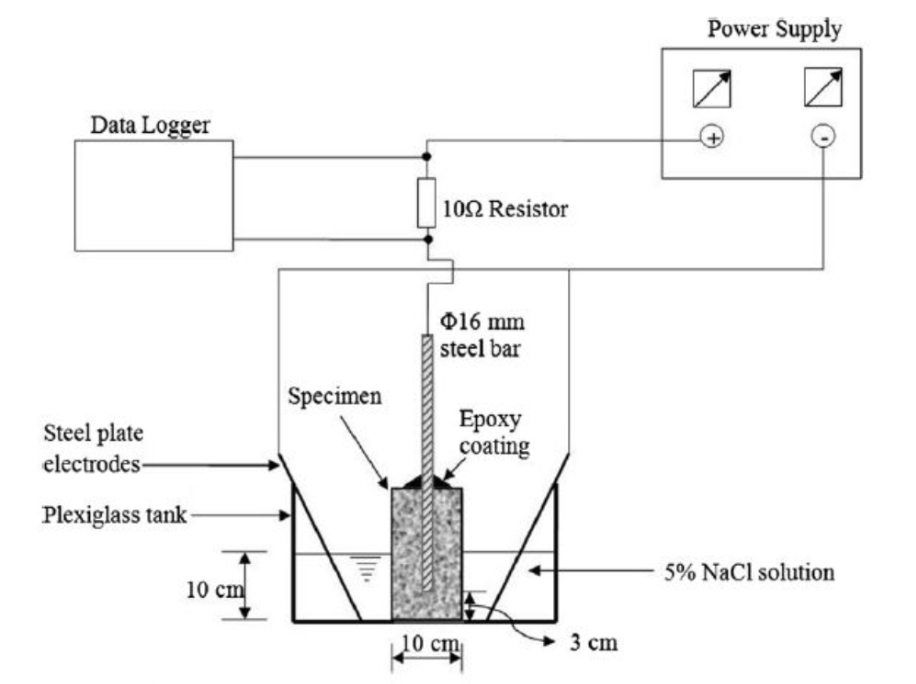 Power Supply
Data Logger
+
-
10Ω Resistor
Φ16 mm
steel bar
Specimen
Epoxy
coating
Steel plate
electrodes
Plexiglass tank
10 cm
5% NaCl solution
10 cm
3 cm